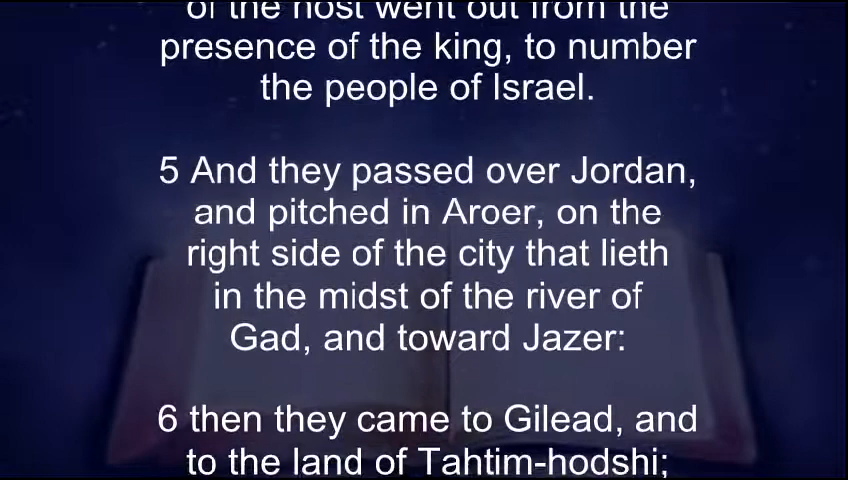 of the host went out from the
presence of the king, to number
the people of Israel.
5 And they passed over Jordan,
and pitched in Aroer, on the
right side of the city that lieth
in the midst of the river of
Gad, and toward Jazer:
6 then they came to Gilead, and
to the land of Tahtim-hodshi;